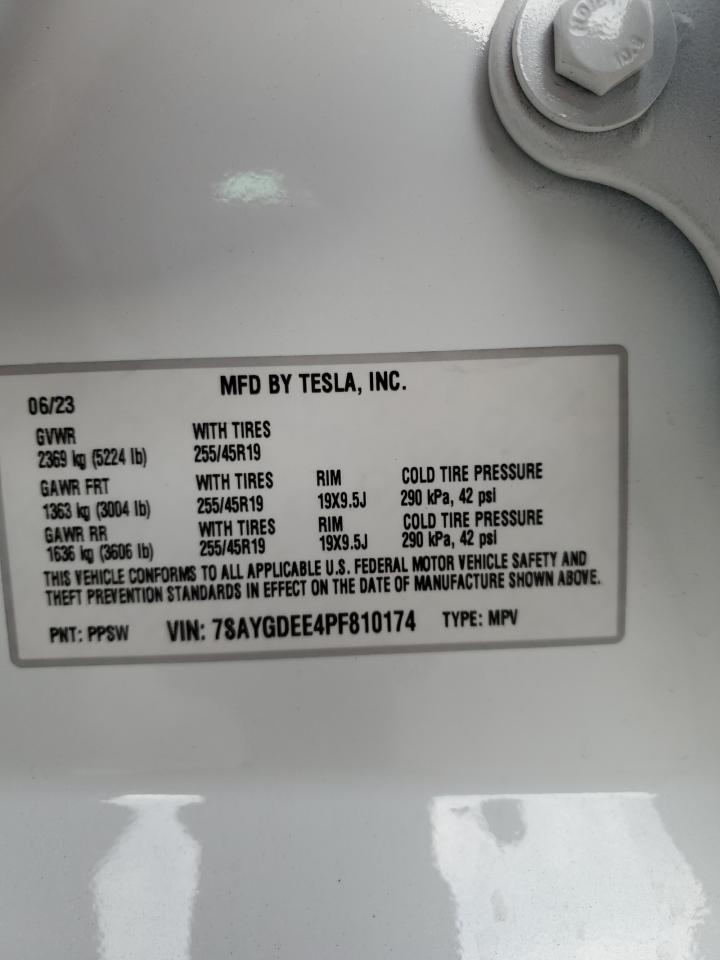 MFD BY TESLA, INC.
06/23
GVWR WITH TIRES
2369 kg (5224 lb) 255/45R19
GAWR FRT WITH TIRES RIM COLD TIRE PRESSURE
1363 kg (3004 lb) 255/45R19 19X9.5J 290 kPa, 42 psi
GAWR RR WITH TIRES RIM COLD TIRE PRESSURE
1636 kg (3606 lb) 255/45R19 19X9.5J 290 kPa, 42 psi
THIS VEHICLE CONFORMS TO ALL APPLICABLE U.S. FEDERAL MOTOR VEHICLE SAFETY AND
THEFT PREVENTION STANDARDS IN EFFECT ON THE DATE OF MANUFACTURE SHOWN ABOVE.
PNT: PPSW VIN: 7SAYGDEE4PF810174 TYPE: MPV